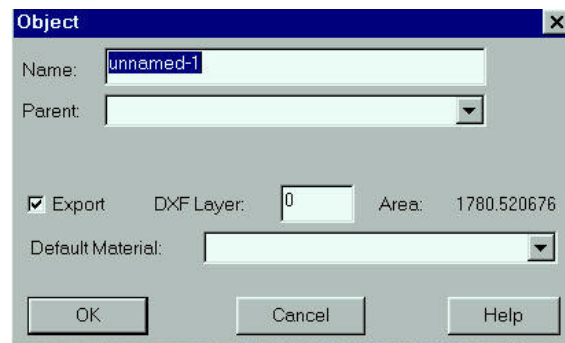 Object
Name: unnamed-1
Parent:
Export DXF Layer: 0 Area: 1780.520676
Default Material:
OK Cancel Help